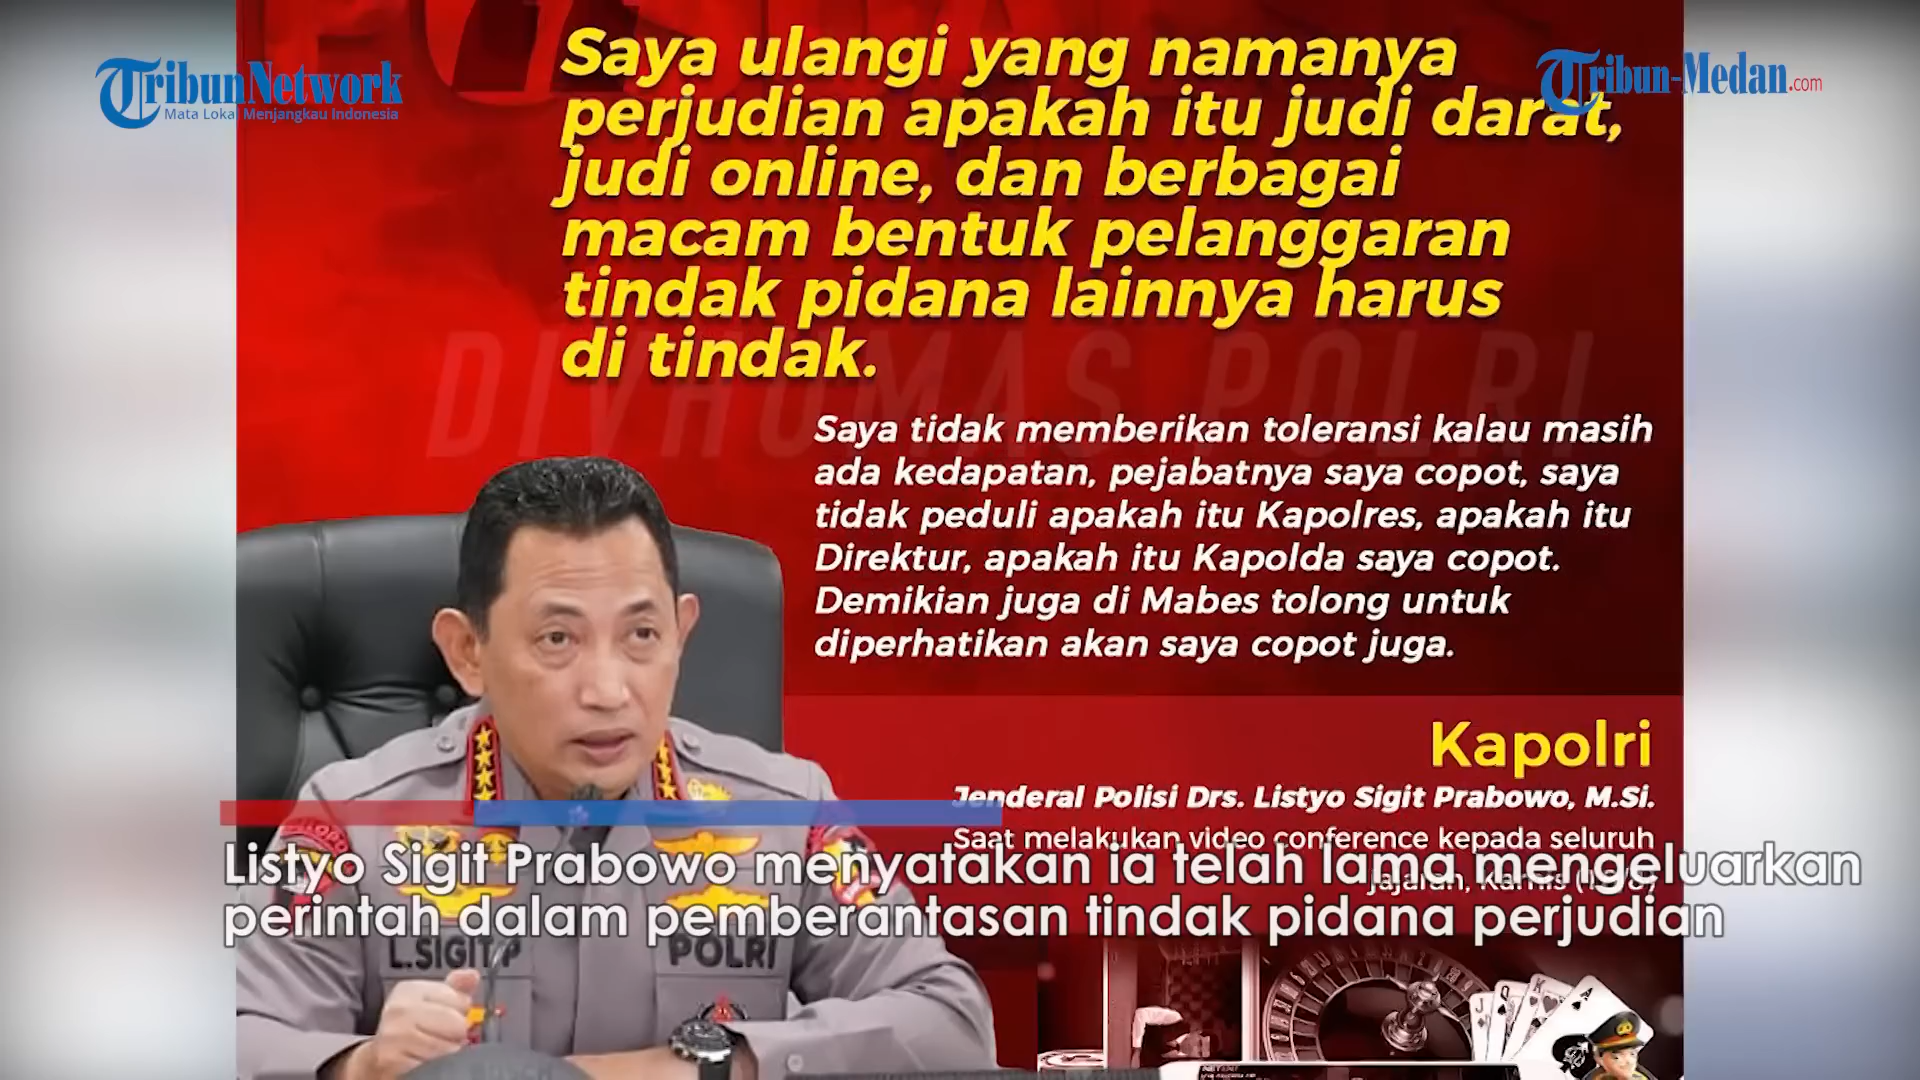 TribunNetwork
Mata Lokal Menjangkau Indonesia
Tribun-Medan.com
Saya ulangi yang namanya
perjudian apakah itu judi darat,
judi online, dan berbagai
macam bentuk pelanggaran
tindak pidana lainnya harus
di tindak.
DIVHUMAS POLRI
Saya tidak memberikan toleransi kalau masih
ada kedapatan, pejabatnya saya copot, saya
tidak peduli apakah itu Kapolres, apakah itu
Direktur, apakah itu Kapolda saya copot.
Demikian juga di Mabes tolong untuk
diperhatikan akan saya copot juga.
Kapolri
Jenderal Polisi Drs. Listyo Sigit Prabowo, M.Si.
Saat melakukan video conference kepada seluruh
jajaran, Kamis (18/8)
Listyo Sigit Prabowo menyatakan ia telah lama mengeluarkan
perintah dalam pemberantasan tindak pidana perjudian
L.SIGIT P
POLRI